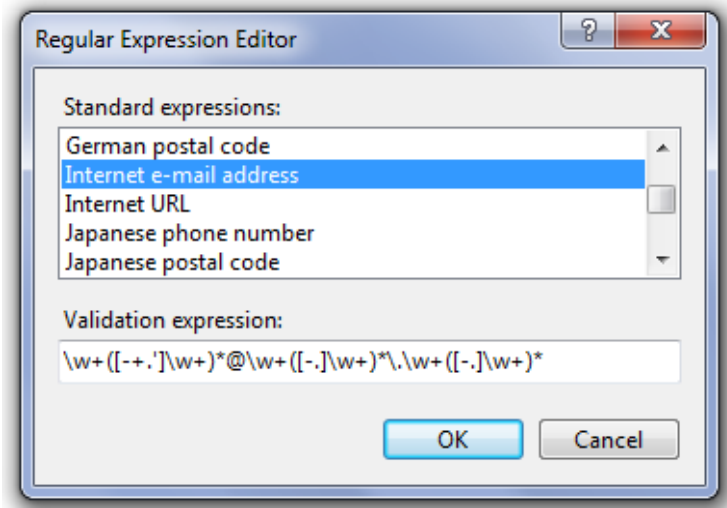 Regular Expression Editor
Standard expressions:
German postal code
Internet e-mail address
Internet URL
Japanese phone number
Japanese postal code
Validation expression:
\w+([-+.']\w+)*@\w+([-.]\w+)*\.\w+([-.]\w+)*
OK Cancel